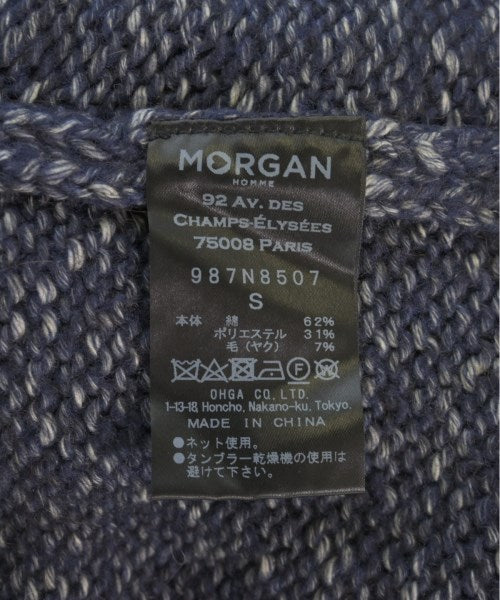 MORGAN
HOMME
92 AV. DES
CHAMPS-ÉLYSÉES
75008 PARIS
987N8507
S
本体 綿 62%
ポリエステル 31%
毛(ヤク) 7%
OHGA CO.,LTD.
1-13-18, Honcho, Nakano-ku, Tokyo.
MADE IN CHINA
●ネット使用。
●タンブラー乾燥機の使用は
避けて下さい。